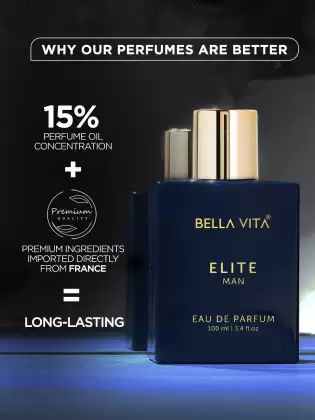 WHY OUR PERFUMES ARE BETTER
15%
PERFUME OIL
CONCENTRATION
+
Premium
QUALITY
PREMIUM INGREDIENTS
IMPORTED DIRECTLY
FROM FRANCE
=
LONG-LASTING
BELLA VITA®
ELITE
MAN
EAU DE PARFUM
100 ml | 3.4 fl.oz